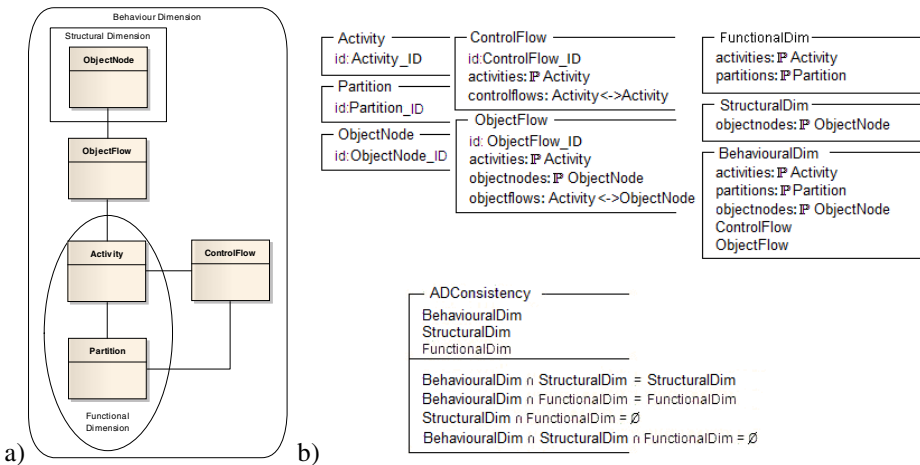 Behaviour Dimension
Structural Dimension
ObjectNode
ObjectFlow
Activity
ControlFlow
Partition
Functional
Dimension
a)
Activity
id: Activity_ID
Partition
id:Partition_ID
ObjectNode
id:ObjectNode_ID
ControlFlow
id:ControlFlow_ID
activities: ℙ Activity
controlflows: Activity<->Activity
ObjectFlow
id: ObjectFlow_ID
activities: ℙ Activity
objectnodes: ℙ ObjectNode
objectflows: Activity <->ObjectNode
FunctionalDim
activities: ℙ Activity
partitions: ℙ Partition
StructuralDim
objectnodes: ℙ ObjectNode
BehaviouralDim
activities: ℙ Activity
partitions: ℙ Partition
objectnodes: ℙ ObjectNode
ControlFlow
ObjectFlow
ADConsistency
BehaviouralDim
StructuralDim
FunctionalDim
BehaviouralDim ∩ StructuralDim = StructuralDim
BehaviouralDim ∩ FunctionalDim = FunctionalDim
StructuralDim ∩ FunctionalDim = Ø
BehaviouralDim ∩ StructuralDim ∩ FunctionalDim = Ø
b)